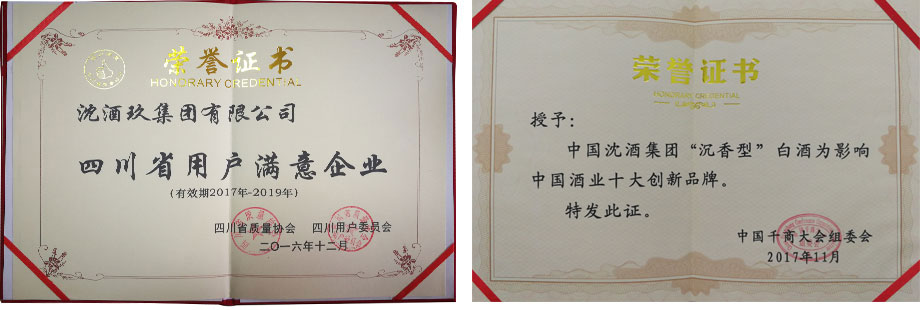 荣誉证书
HONORARY CREDENTIAL
沈酒玖集团有限公司
四川省用户满意企业
(有效期2017年-2019年)
四川省质量协会 四川用户委员会
二〇一六年十二月
荣誉证书
HONORARY CREDENTIAL
授予：
中国沈酒集团“沉香型”白酒为影响
中国酒业十大创新品牌。
特发此证。
中国千商大会组委会
2017年11月